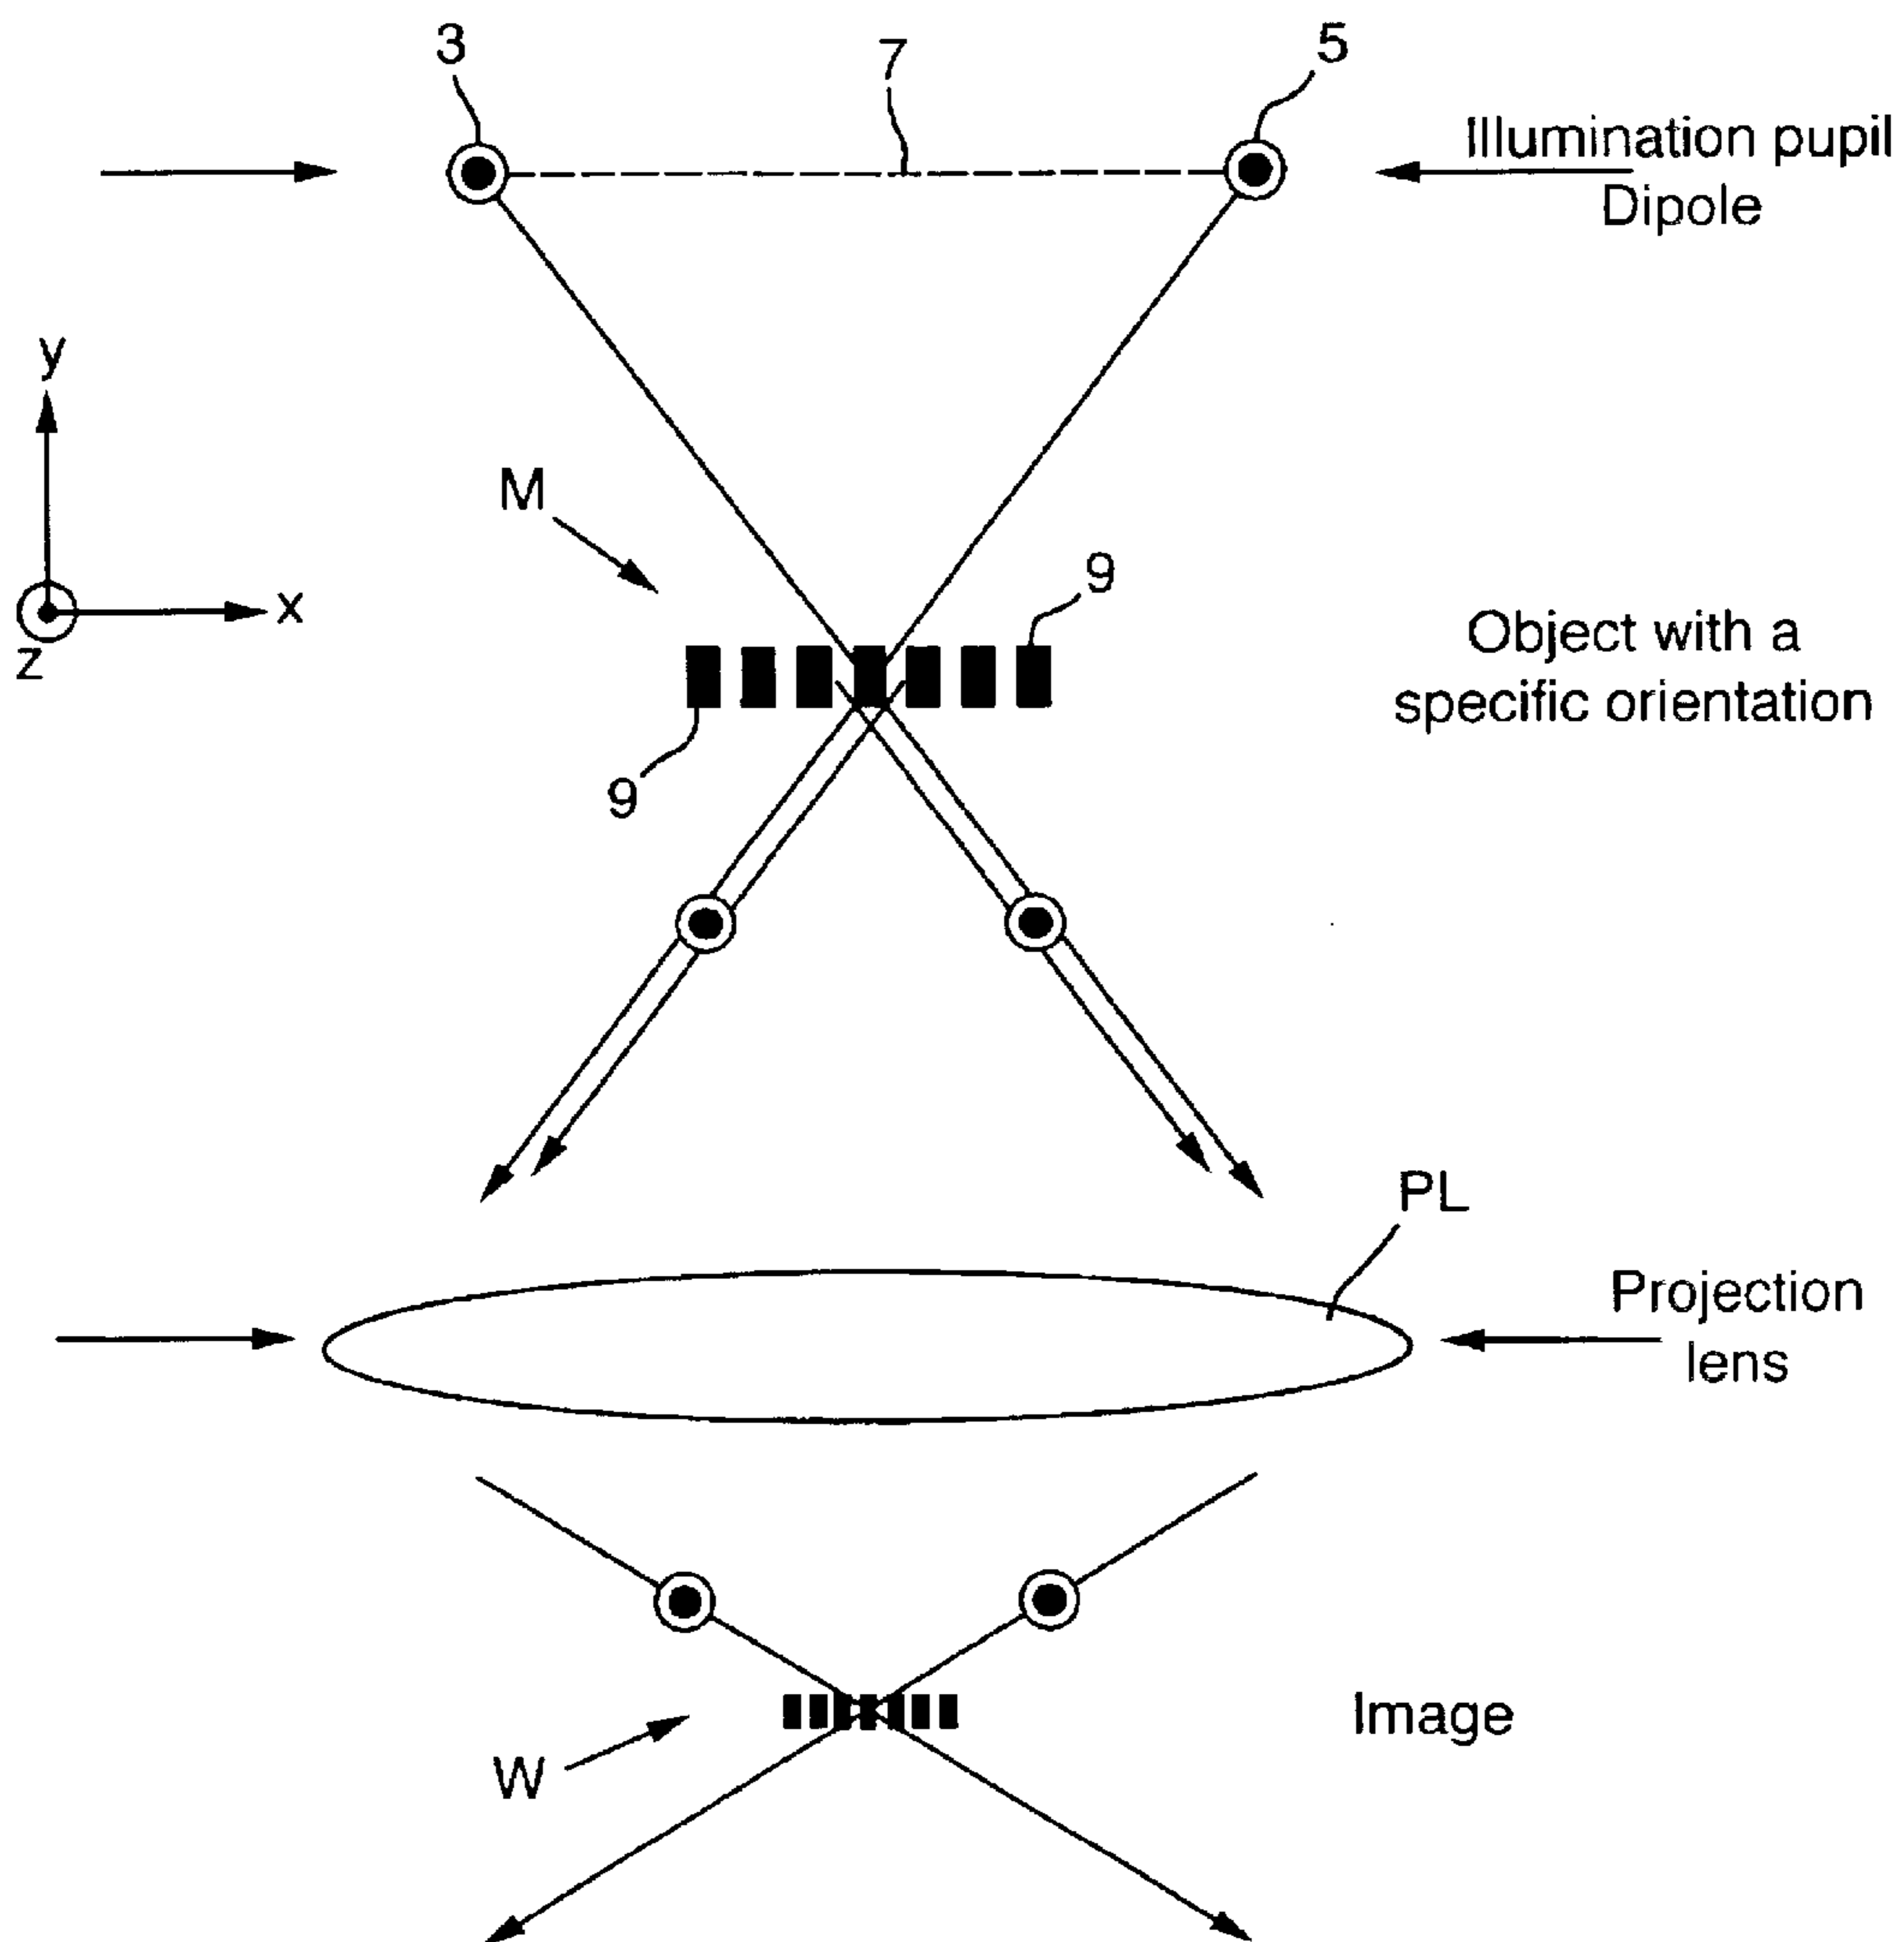 3
7
5
Illumination pupil
Dipole
y
x
z
M
9
Object with a
specific orientation
9
PL
Projection
lens
Image
W